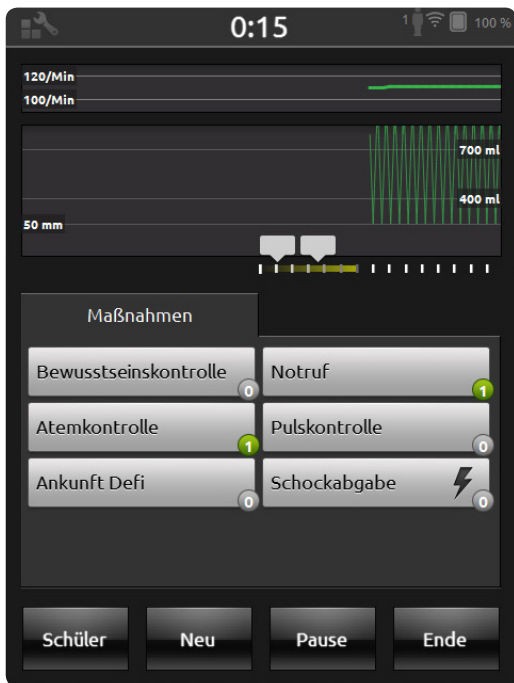 0:15
1
100 %
120/Min
100/Min
700 ml
400 ml
50 mm
Maßnahmen
Bewusstseinskontrolle 0
Notruf 1
Atemkontrolle 1
Pulskontrolle 0
Ankunft Defi 0
Schockabgabe 0
Schüler
Neu
Pause
Ende